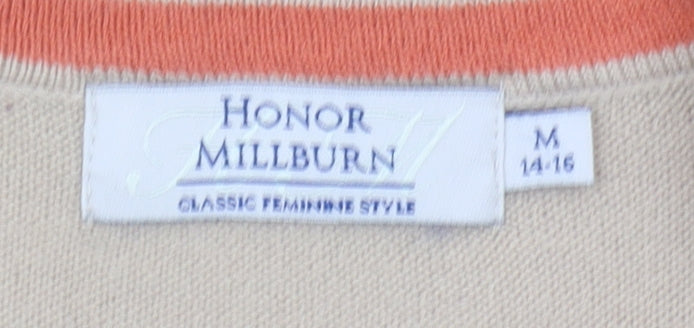 HONOR
MILLBURN
CLASSIC FEMININE STYLE
M
14-16